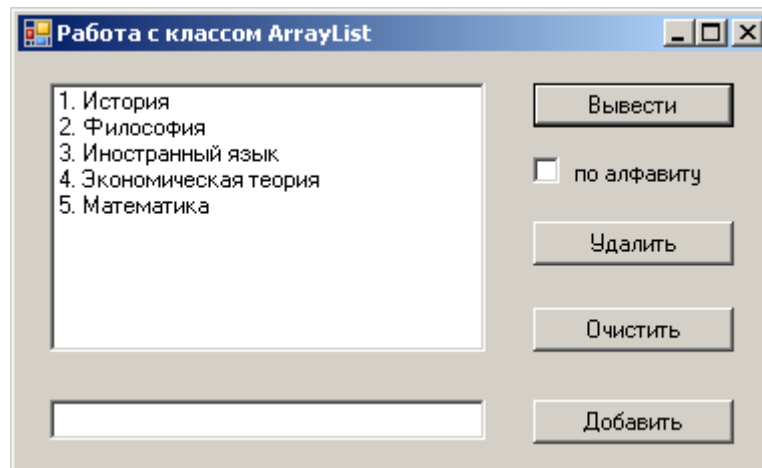 Работа с классом ArrayList
1. История
2. Философия
3. Иностранный язык
4. Экономическая теория
5. Математика
Вывести
по алфавиту
Удалить
Очистить
Добавить